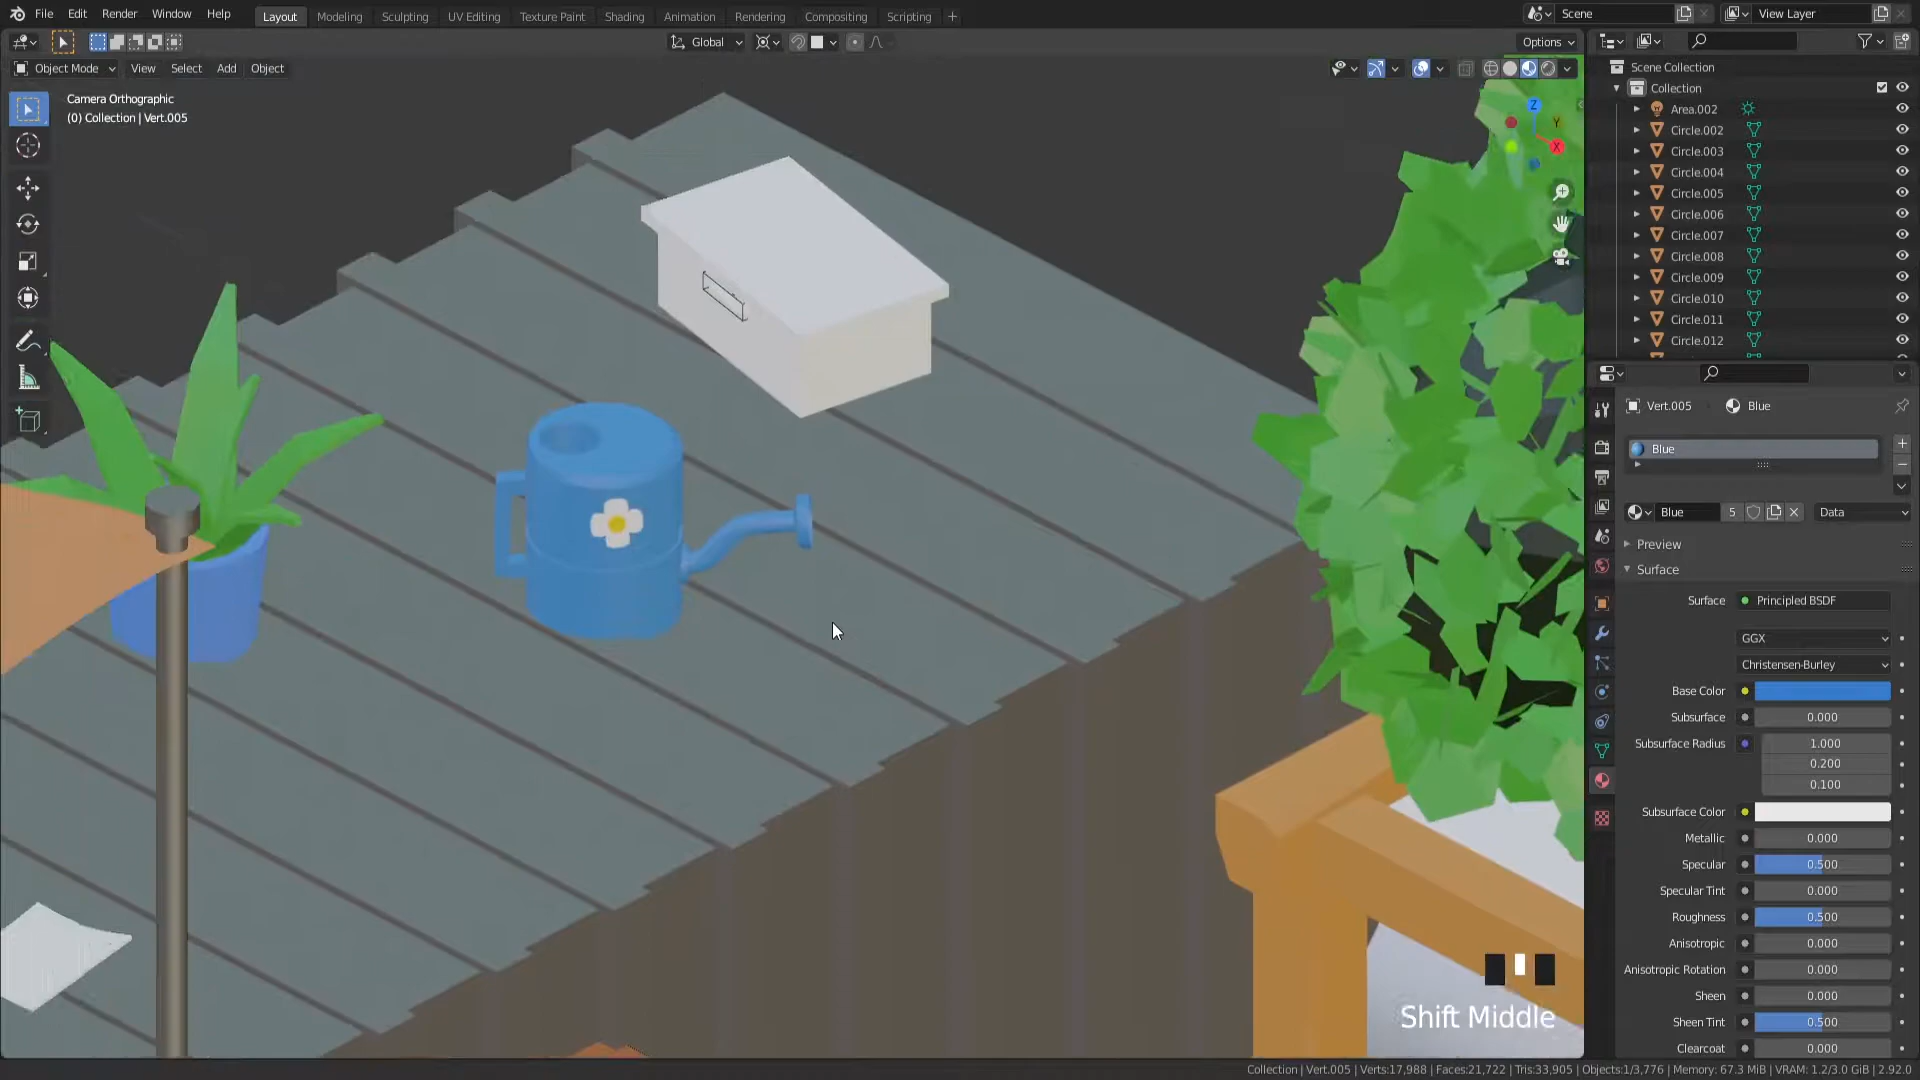 File Edit Render Window Help
Layout Modeling Sculpting UV Editing Texture Paint Shading Animation Rendering Compositing Scripting +
Scene View Layer
Global Options
Object Mode View Select Add Object
Camera Orthographic
(0) Collection | Vert.005
Z
Y
X
Scene Collection
Collection
Area.002
Circle.002
Circle.003
Circle.004
Circle.005
Circle.006
Circle.007
Circle.008
Circle.009
Circle.010
Circle.011
Circle.012
Vert.005 Blue
Blue
Blue 5 Data
Preview
Surface
Surface Principled BSDF
GGX
Christensen-Burley
Base Color
Subsurface 0.000
Subsurface Radius 1.000
0.200
0.100
Subsurface Color
Metallic 0.000
Specular 0.500
Specular Tint 0.000
Roughness 0.500
Anisotropic 0.000
Anisotropic Rotation 0.000
Sheen 0.000
Sheen Tint 0.500
Clearcoat 0.000
Shift Middle
Collection | Vert.005 | Verts:17,988 | Faces:21,722 | Tris:33,905 | Objects:1/3,776 | Memory: 67.3 MiB | VRAM: 1.2/3.0 GiB | 2.92.0